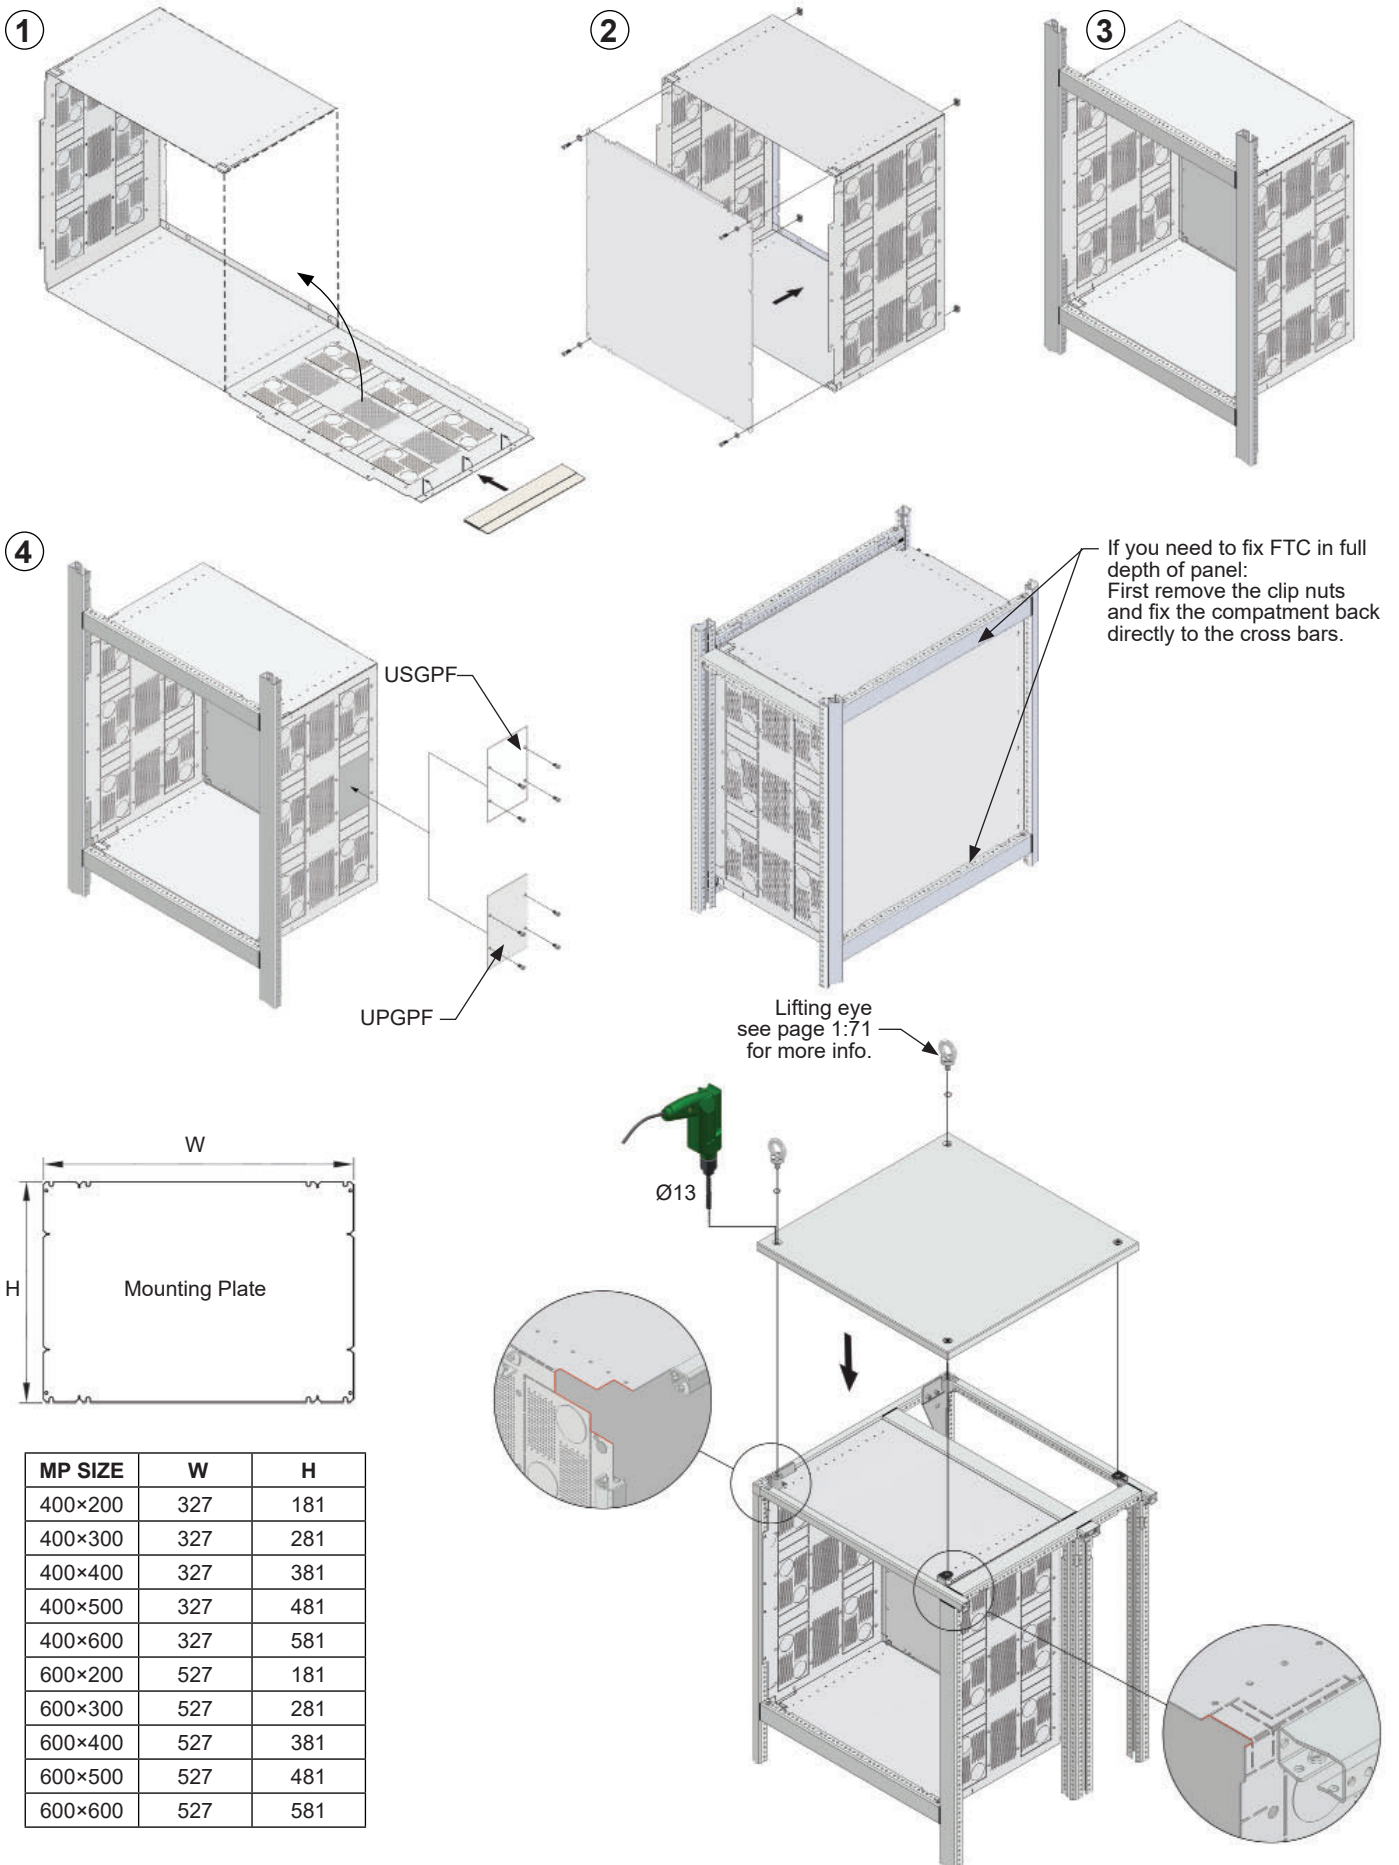 1
2
3
4
USGPF
UPGPF
If you need to fix FTC in full
depth of panel:
First remove the clip nuts
and fix the compatment back
directly to the cross bars.
Lifting eye
see page 1:71
for more info.
Ø13
W
H
Mounting Plate
MP SIZE W H
400×200 327 181
400×300 327 281
400×400 327 381
400×500 327 481
400×600 327 581
600×200 527 181
600×300 527 281
600×400 527 381
600×500 527 481
600×600 527 581